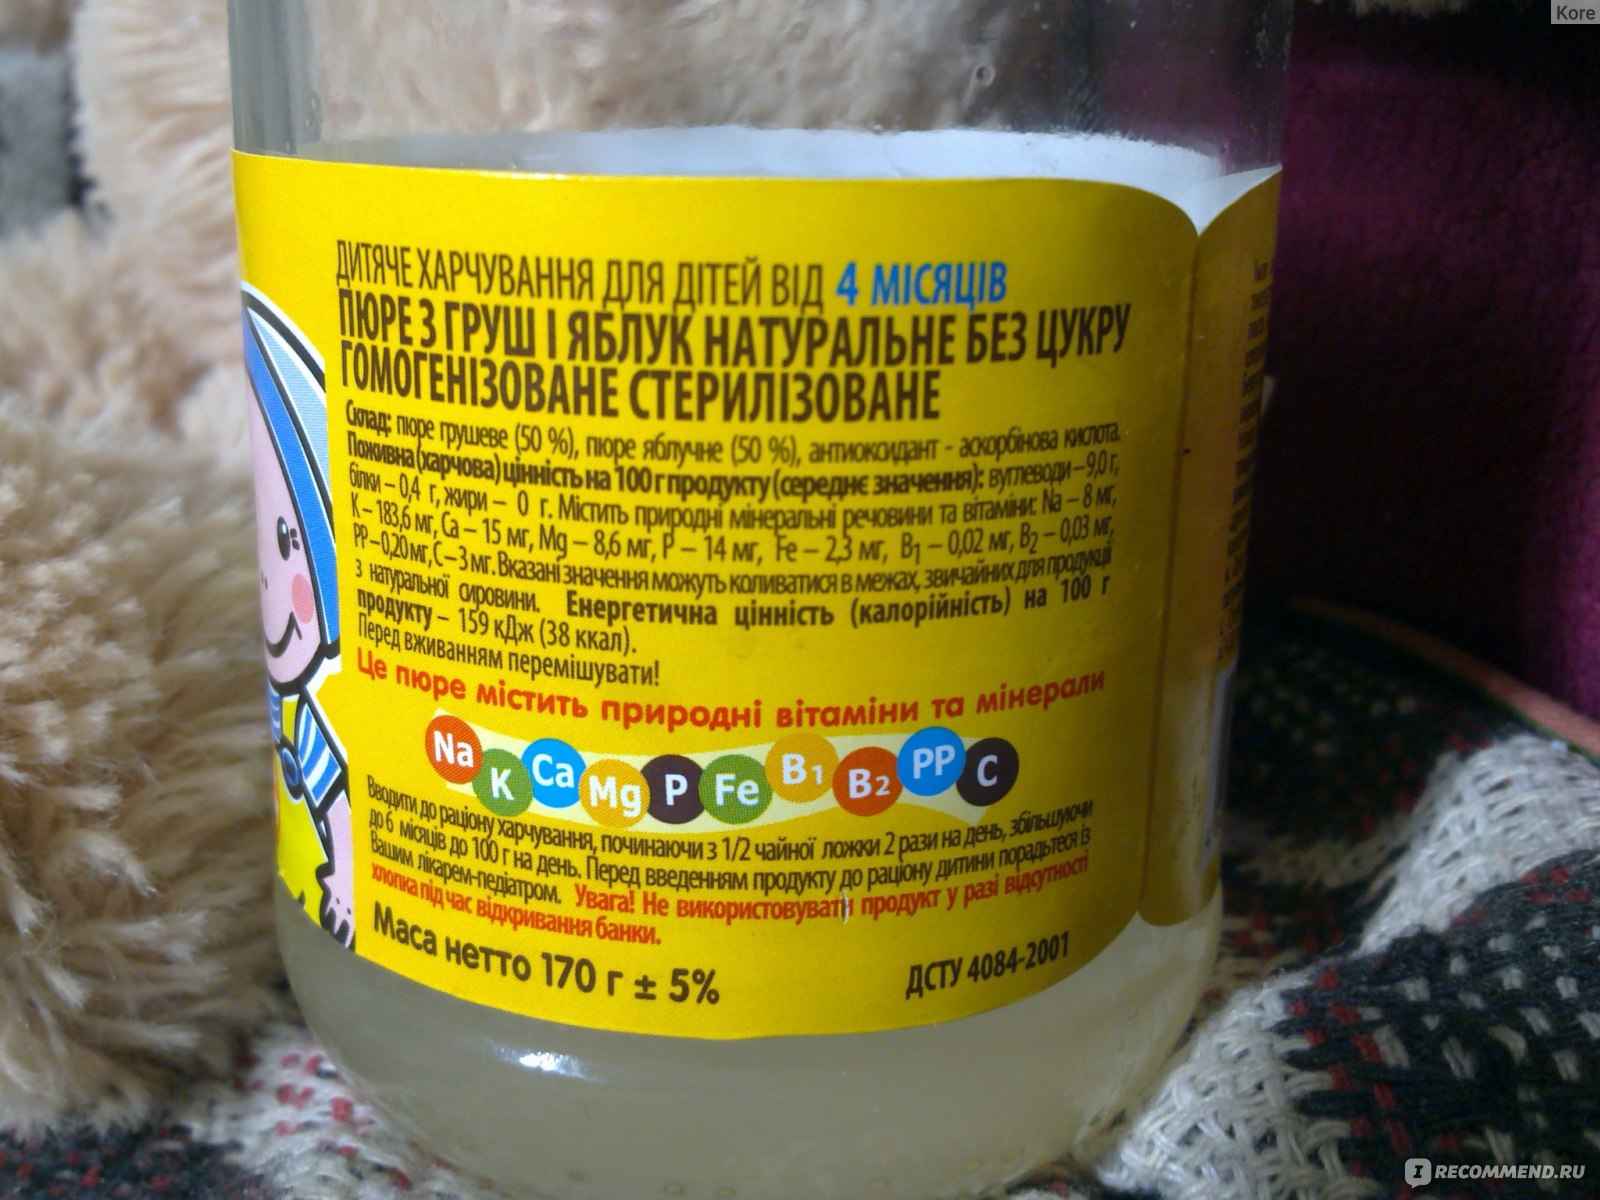 Kore
ДИТЯЧЕ ХАРЧУВАННЯ ДЛЯ ДІТЕЙ ВІД 4 МІСЯЦІВ
ПЮРЕ З ГРУШ І ЯБЛУК НАТУРАЛЬНЕ БЕЗ ЦУКРУ
ГОМОГЕНІЗОВАНЕ СТЕРИЛІЗОВАНЕ
Склад: пюре грушеве (50 %), пюре яблучне (50 %), антиоксидант - аскорбінова кислота.
Поживна (харчова) цінність на 100 г продукту (середнє значення): вуглеводи – 9,0 г,
білки – 0,4 г, жири – 0 г. Містить природні мінеральні речовини та вітаміни: Na – 8 мг,
K – 183,6 мг, Ca – 15 мг, Mg – 8,6 мг, P – 14 мг, Fe – 2,3 мг, B1 – 0,02 мг, B2 – 0,03 мг,
PP – 0,20 мг, C – 3 мг. Вказані значення можуть коливатися в межах, звичайних для продукції
з натуральної сировини. Енергетична цінність (калорійність) на 100 г
продукту – 159 кДж (38 ккал).
Перед вживанням перемішувати!
Це пюре містить природні вітаміни та мінерали
Na K Ca Mg P Fe B1 B2 PP C
Вводити до раціону харчування, починаючи з 1/2 чайної ложки 2 рази на день, збільшуючи
до 6 місяців до 100 г на день. Перед введенням продукту до раціону дитини порадьтеся із
Вашим лікарем-педіатром. Увага! Не використовувати продукт у разі відсутності
хлопка під час відкривання банки.
Маса нетто 170 г ± 5%
ДСТУ 4084-2001
IRECOMMEND.RU